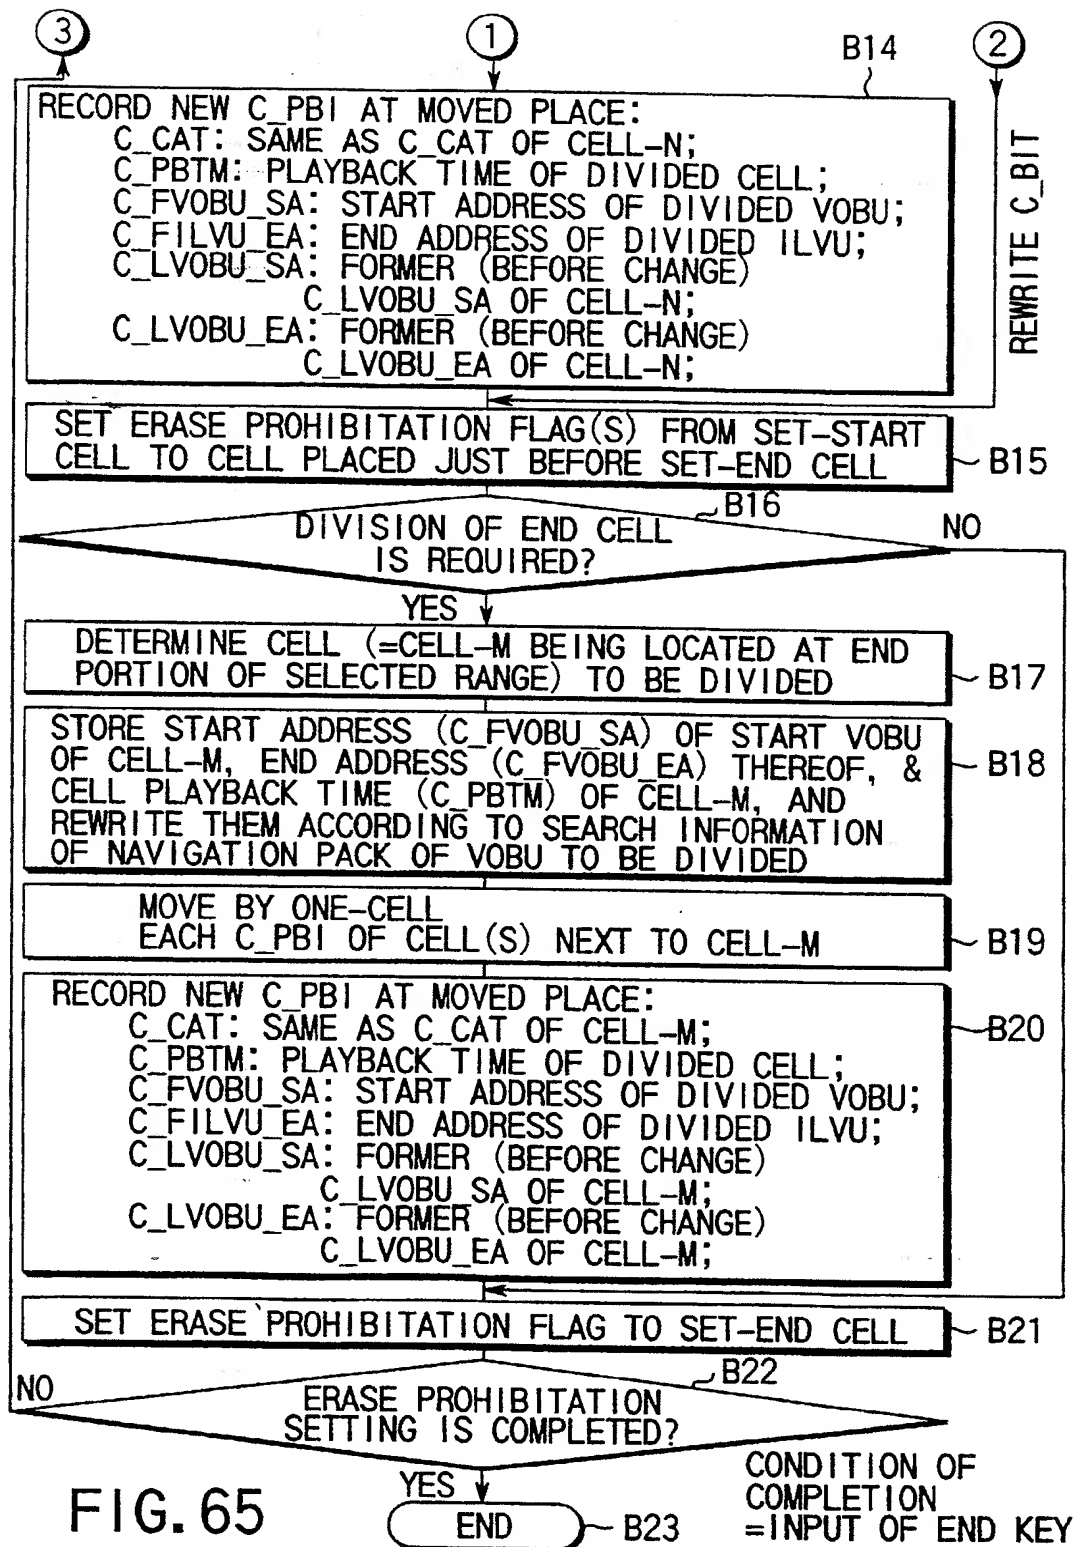 3
1
2
B14
RECORD NEW C_PBI AT MOVED PLACE:
C_CAT: SAME AS C_CAT OF CELL-N;
C_PBTM: PLAYBACK TIME OF DIVIDED CELL;
C_FVOBU_SA: START ADDRESS OF DIVIDED VOBU;
C_FILVU_EA: END ADDRESS OF DIVIDED ILVU;
C_LVOBU_SA: FORMER (BEFORE CHANGE)
C_LVOBU_SA OF CELL-N;
C_LVOBU_EA: FORMER (BEFORE CHANGE)
C_LVOBU_EA OF CELL-N;
REWRITE C_BIT
SET ERASE PROHIBITATION FLAG(S) FROM SET-START
CELL TO CELL PLACED JUST BEFORE SET-END CELL
B15
B16
DIVISION OF END CELL
IS REQUIRED?
NO
YES
DETERMINE CELL (=CELL-M BEING LOCATED AT END
PORTION OF SELECTED RANGE) TO BE DIVIDED
B17
STORE START ADDRESS (C_FVOBU_SA) OF START VOBU
OF CELL-M, END ADDRESS (C_FVOBU_EA) THEREOF, &
CELL PLAYBACK TIME (C_PBTM) OF CELL-M, AND
REWRITE THEM ACCORDING TO SEARCH INFORMATION
OF NAVIGATION PACK OF VOBU TO BE DIVIDED
B18
MOVE BY ONE-CELL
EACH C_PBI OF CELL(S) NEXT TO CELL-M
B19
RECORD NEW C_PBI AT MOVED PLACE:
C_CAT: SAME AS C_CAT OF CELL-M;
C_PBTM: PLAYBACK TIME OF DIVIDED CELL;
C_FVOBU_SA: START ADDRESS OF DIVIDED VOBU;
C_FILVU_EA: END ADDRESS OF DIVIDED ILVU;
C_LVOBU_SA: FORMER (BEFORE CHANGE)
C_LVOBU_SA OF CELL-M;
C_LVOBU_EA: FORMER (BEFORE CHANGE)
C_LVOBU_EA OF CELL-M;
B20
SET ERASE PROHIBITATION FLAG TO SET-END CELL
B21
B22
NO
ERASE PROHIBITATION
SETTING IS COMPLETED?
YES
END
B23
CONDITION OF
COMPLETION
=INPUT OF END KEY
FIG. 65